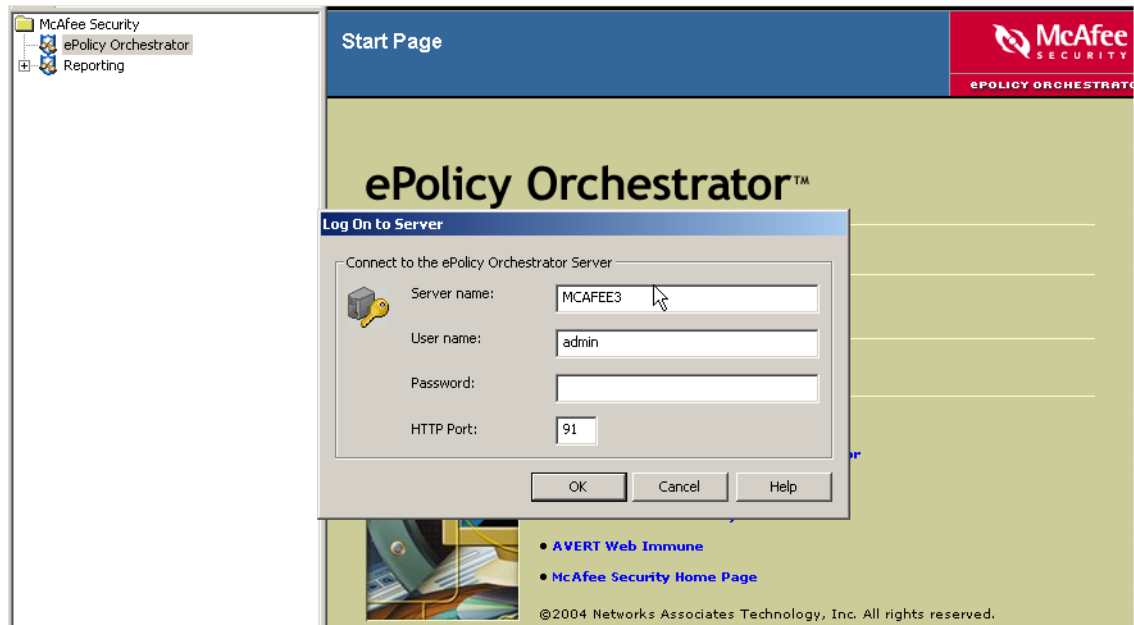 McAfee Security
ePolicy Orchestrator
Reporting
Start Page
McAfee
SECURITY
ePOLICY ORCHESTRATO
ePolicy Orchestrator™
Log On to Server
Connect to the ePolicy Orchestrator Server
Server name: MCAFEE3
User name: admin
Password:
HTTP Port: 91
OK Cancel Help
or
• AVERT Web Immune
• McAfee Security Home Page
©2004 Networks Associates Technology, Inc. All rights reserved.